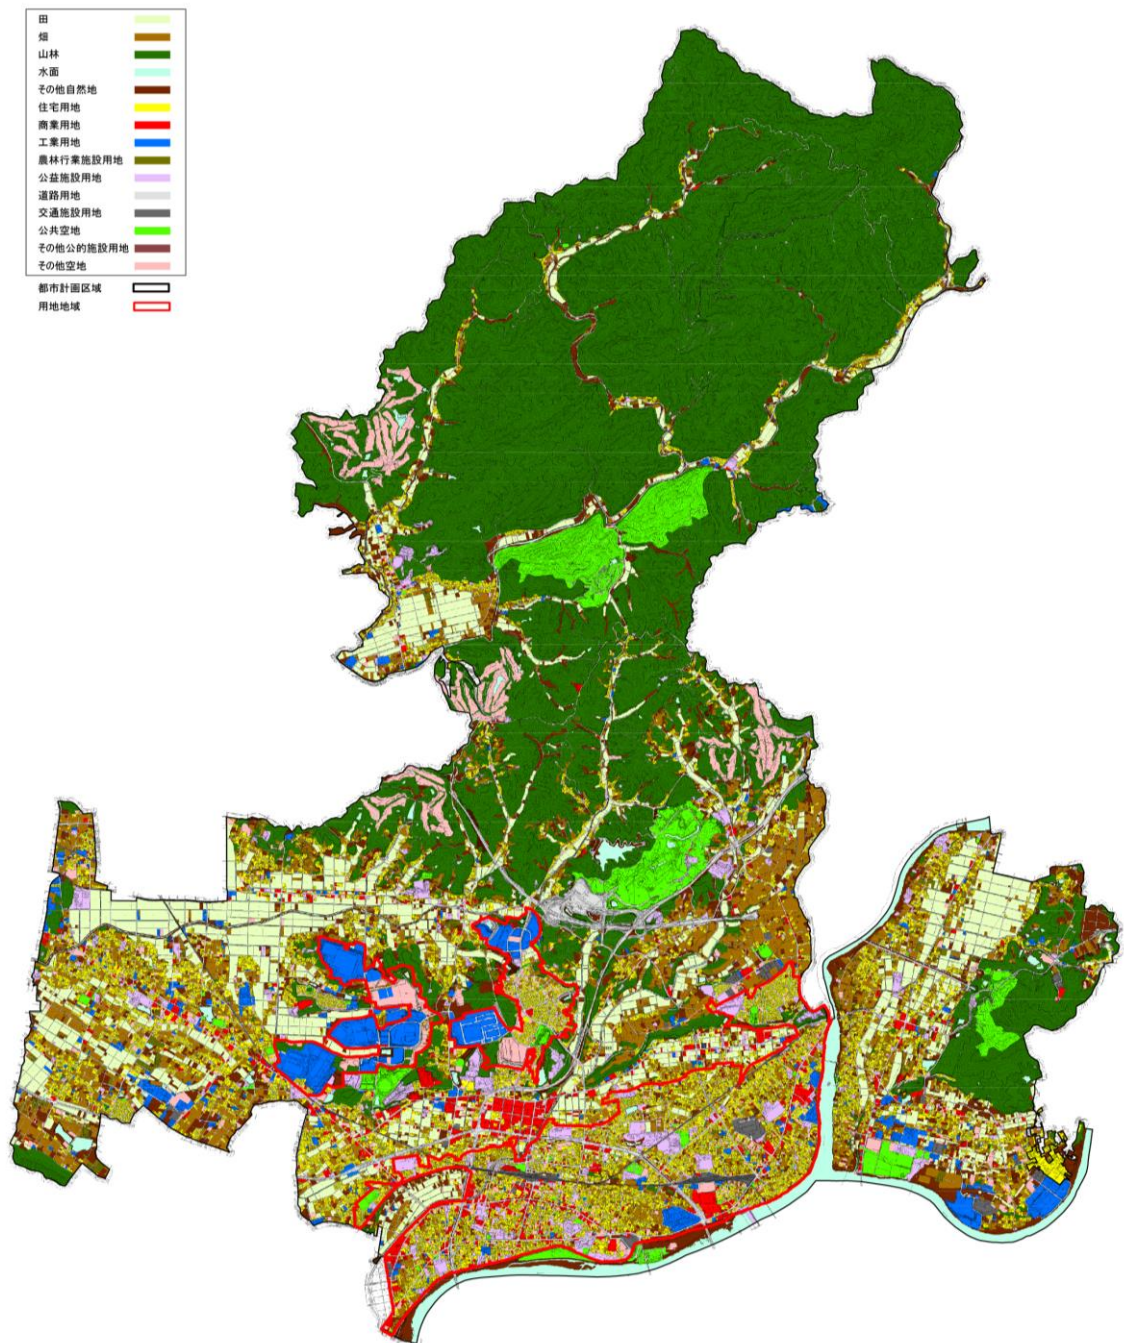 田
畑
山林
水面
その他自然地
住宅用地
商業用地
工業用地
農林行業施設用地
公益施設用地
道路用地
交通施設用地
公共空地
その他公的施設用地
その他空地
都市計画区域
用地地域